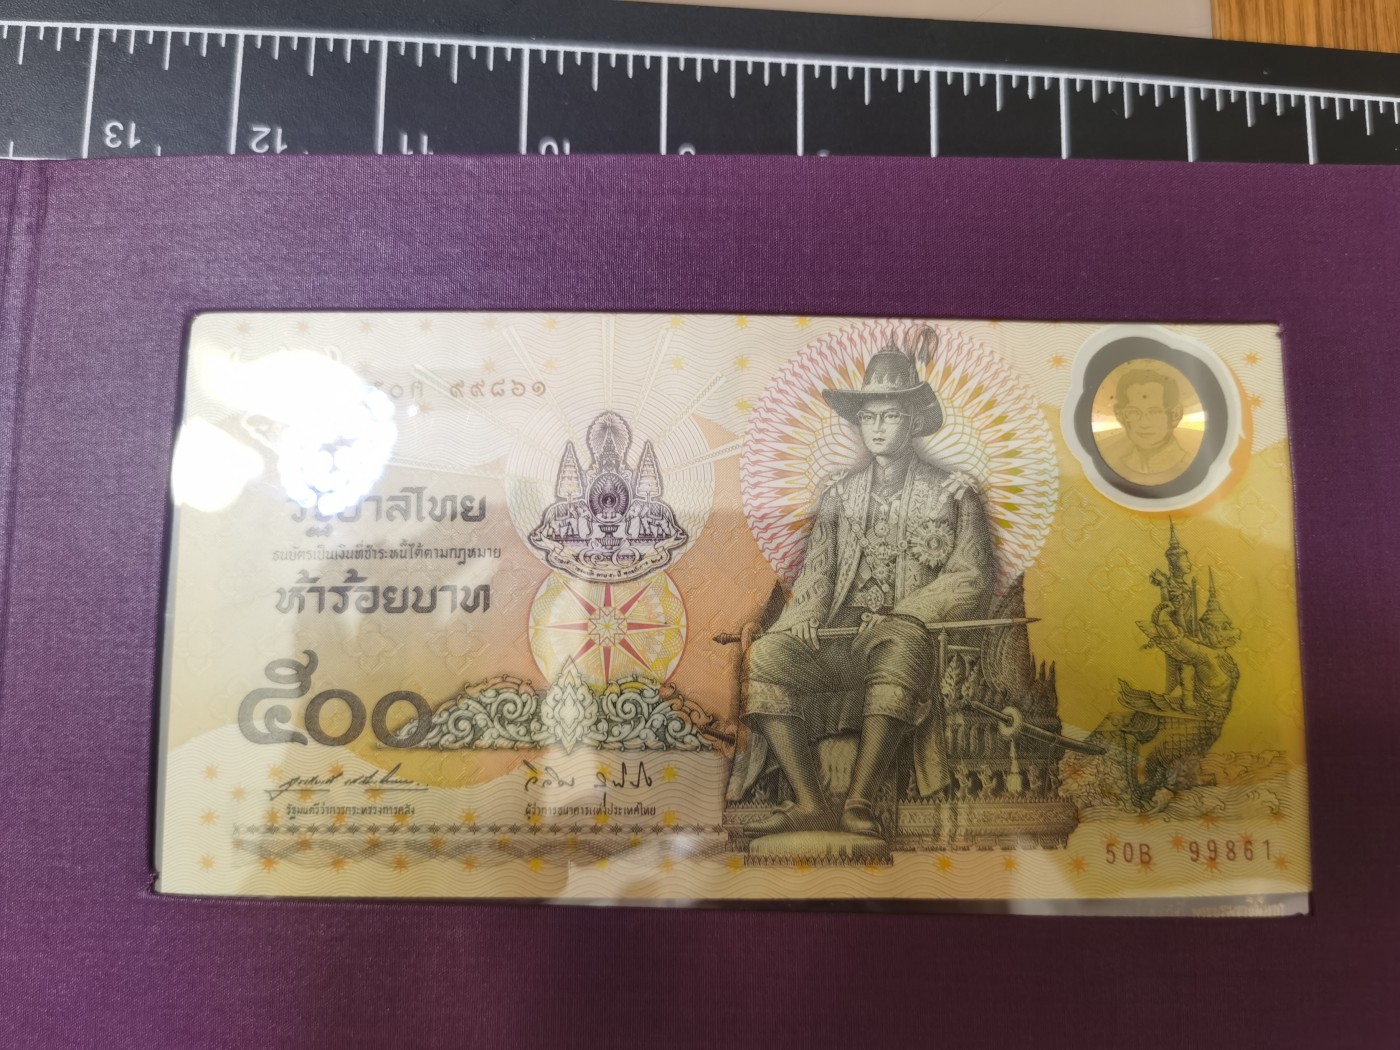 13
12
11
10
๕๐ก ๙๙๘๖๑
รัฐบาลไทย
ธนบัตรเป็นเงินที่ชำระหนี้ได้ตามกฎหมาย
ห้าร้อยบาท
๕๐๐
รัฐมนตรีว่าการกระทรวงการคลัง
ผู้ว่าการธนาคารแห่งประเทศไทย
50B 99861